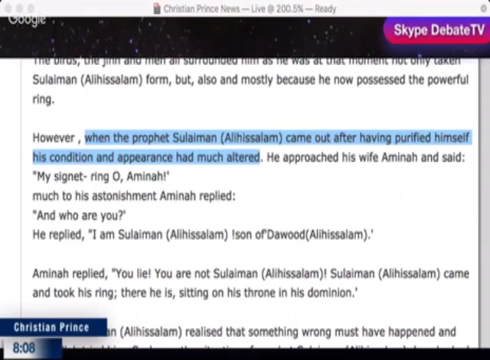 Christian Prince News — Live @ 200.5% — Prince
Google
Skype DebateTV
The birds, the jinn and men all surrounded him as he was at that moment not only taken
Sulaiman (Alihissalam) form, but, also and mostly because he now possessed the powerful
ring.
However , when the prophet Sulaiman (Alihissalam) came out after having purified himself
his condition and appearance had much altered. He approached his wife Aminah and said:
"My signet- ring O, Aminah!'
much to his astonishment Aminah replied:
"And who are you?'
He replied, "I am Sulaiman (Alihissalam) !son of'Dawood(Alihissalam).'
Aminah replied, "You lie! You are not Sulaiman (Alihissalam)! Sulaiman (Alihissalam) came
and took his ring; there he is, sitting on his throne in his dominion.'
Christian Prince
an (Alihissalam) realised that something wrong must have happened and
8:08